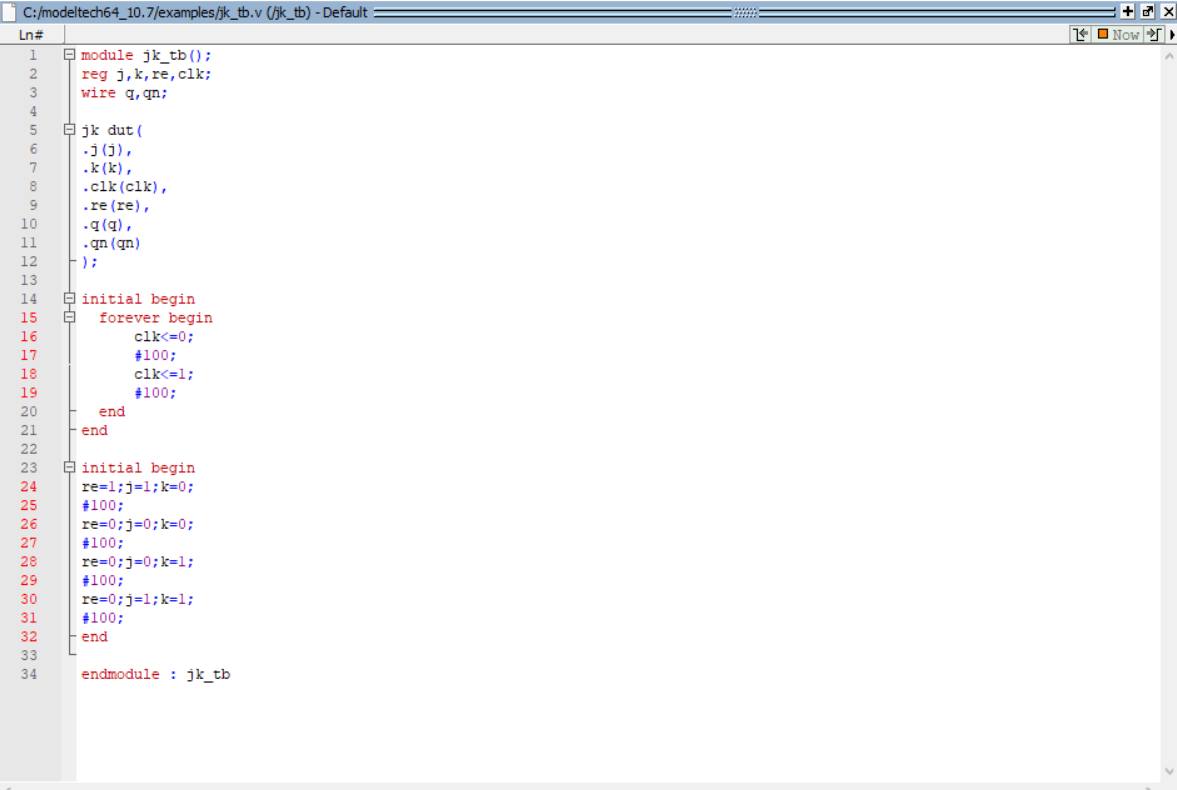 C:/modeltech64_10.7/examples/jk_tb.v (/jk_tb) - Default
Ln#
Now
1 module jk_tb();
2 reg j,k,re,clk;
3 wire q,qn;
4
5 jk dut(
6 .j(j),
7 .k(k),
8 .clk(clk),
9 .re(re),
10 .q(q),
11 .qn(qn)
12 );
13
14 initial begin
15 forever begin
16 clk<=0;
17 #100;
18 clk<=1;
19 #100;
20 end
21 end
22
23 initial begin
24 re=1;j=1;k=0;
25 #100;
26 re=0;j=0;k=0;
27 #100;
28 re=0;j=0;k=1;
29 #100;
30 re=0;j=1;k=1;
31 #100;
32 end
33
34 endmodule : jk_tb